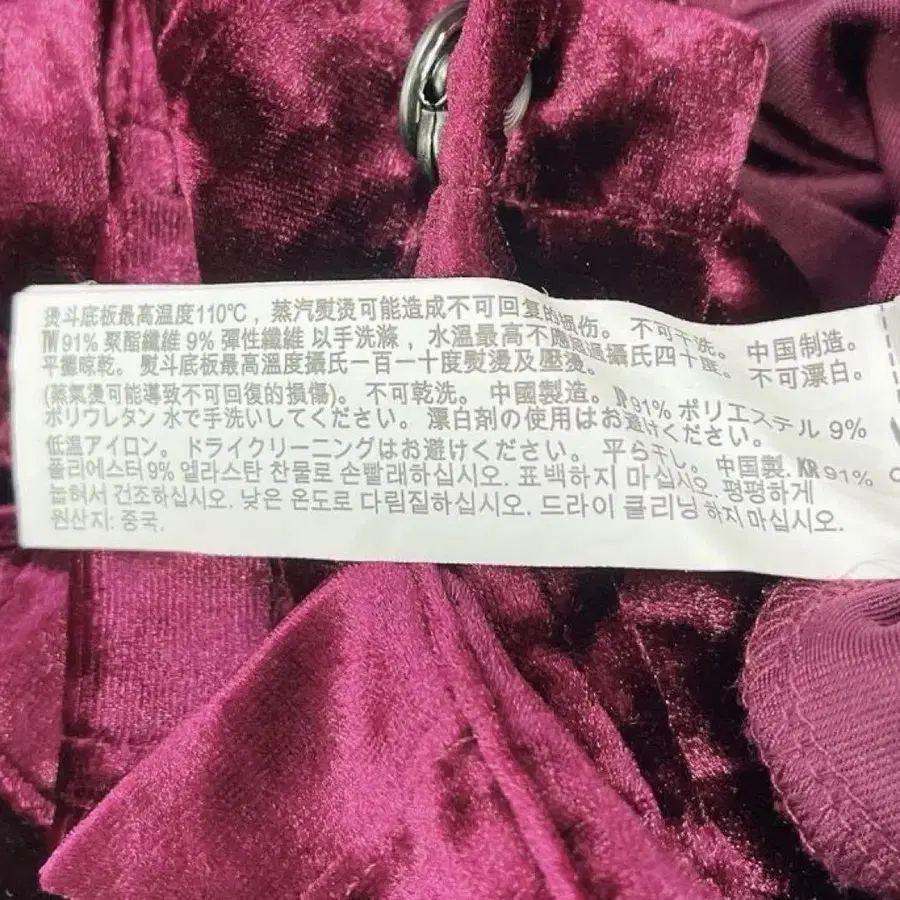 熨斗底板最高温度110℃，蒸汽熨烫可能造成不可回复的损伤。不可干洗。中国制造。
TW 91% 聚酯纖維 9% 彈性纖維 以手洗滌，水溫最高不應超過攝氏四十度。不可漂白。
平攤晾乾。熨斗底板最高溫度攝氏一百一十度熨燙及壓燙。
(蒸氣燙可能導致不可回復的損傷)。不可乾洗。中國製造。JP 91% ポリエステル 9%
ポリウレタン 水で手洗いしてください。漂白剤の使用はお避けください。
低温アイロン。ドライクリーニングはお避けください。平ら干し。中国製. KR 91%
폴리에스터 9% 엘라스탄 찬물로 손빨래하십시오. 표백하지 마십시오. 평평하게
눕혀서 건조하십시오. 낮은 온도로 다림질하십시오. 드라이 클리닝 하지 마십시오.
원산지: 중국.